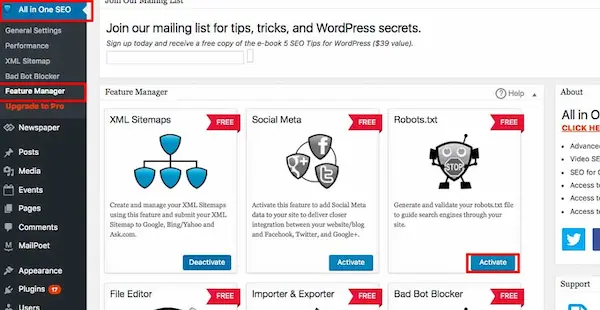 All in One SEO
General Settings
Performance
XML Sitemap
Bad Bot Blocker
Feature Manager
Upgrade to Pro
Newspaper
Posts
Media
Events
Pages
Comments
MailPoet
Appearance
Plugins 17
Users
Join Our Mailing List
Join our mailing list for tips, tricks, and WordPress secrets.
Sign up today and receive a free copy of the e-book 5 SEO Tips for WordPress ($39 value).
Feature Manager
Help
XML Sitemaps
FREE
Create and manage your XML Sitemaps
using this feature and submit your XML
Sitemap to Google, Bing/Yahoo and
Ask.com.
Deactivate
Social Meta
FREE
g+
f
t
Activate this feature to add Social Meta
data to your site to deliver closer
integration between your website/blog
and Facebook, Twitter, and Google+.
Activate
Robots.txt
FREE
STOP
Generate and validate your robots.txt file
to guide search engines through your
site.
Activate
File Editor
FREE
Importer & Exporter
FREE
Bad Bot Blocker
FREE
About
All in O
CLICK HE
Advance
Video SE
SEO for
Access to
Access to
Access to
Support